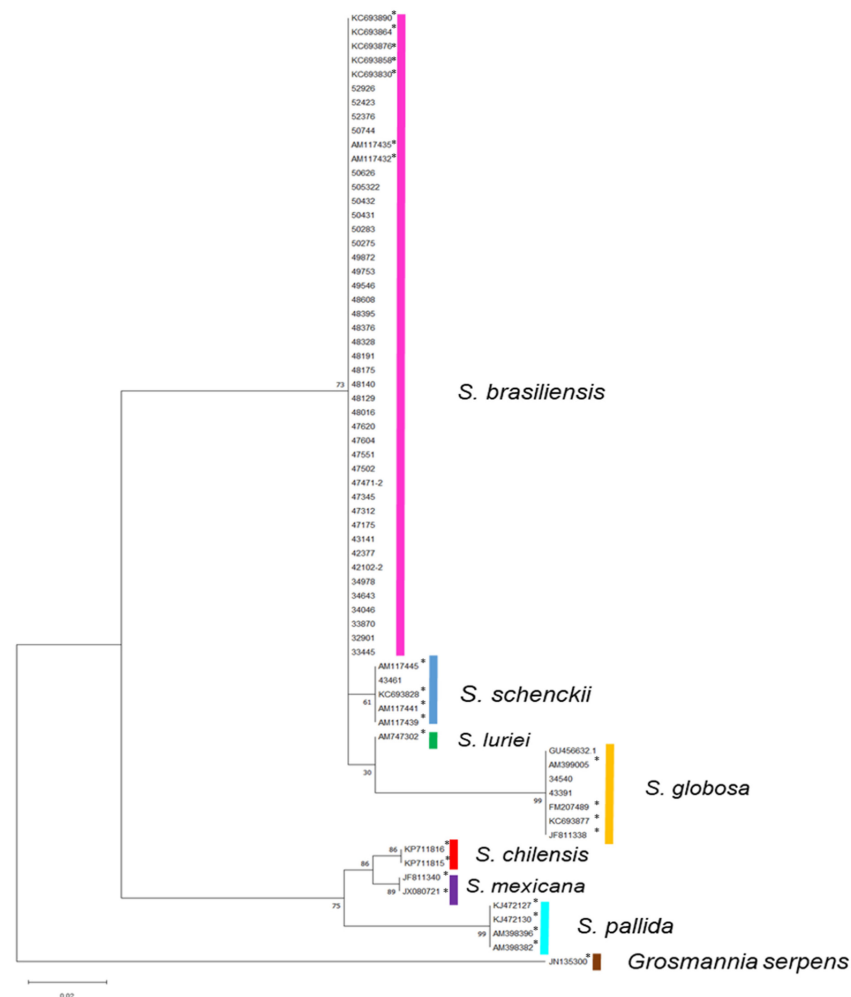 KC693890*
KC693864*
KC693876*
KC693858*
KC693830*
52926
52423
52376
50744
AM117435*
AM117432*
50626
505322
50432
50431
50283
50275
49872
49753
49546
48608
48395
48376
48328
48191
48175
48140
73
S. brasiliensis
48129
48016
47620
47604
47551
47502
47471-2
47345
47312
47175
43141
42377
42102-2
34978
34643
34046
33870
32901
33445
AM117445*
43461
KC693828*
S. schenckii
61
AM117441*
AM117439*
AM747302*
S. luriei
GU456632.1
AM399005*
30
34540
S. globosa
43391
99
FM207489*
KC693877*
JF811338*
86
KP711816*
S. chilensis
86
KP711815*
JF811340*
89
JX080721*
S. mexicana
75
KJ472127*
KJ472130*
S. pallida
99
AM398396*
AM398382*
JN135300*
Grosmannia serpens
0.02